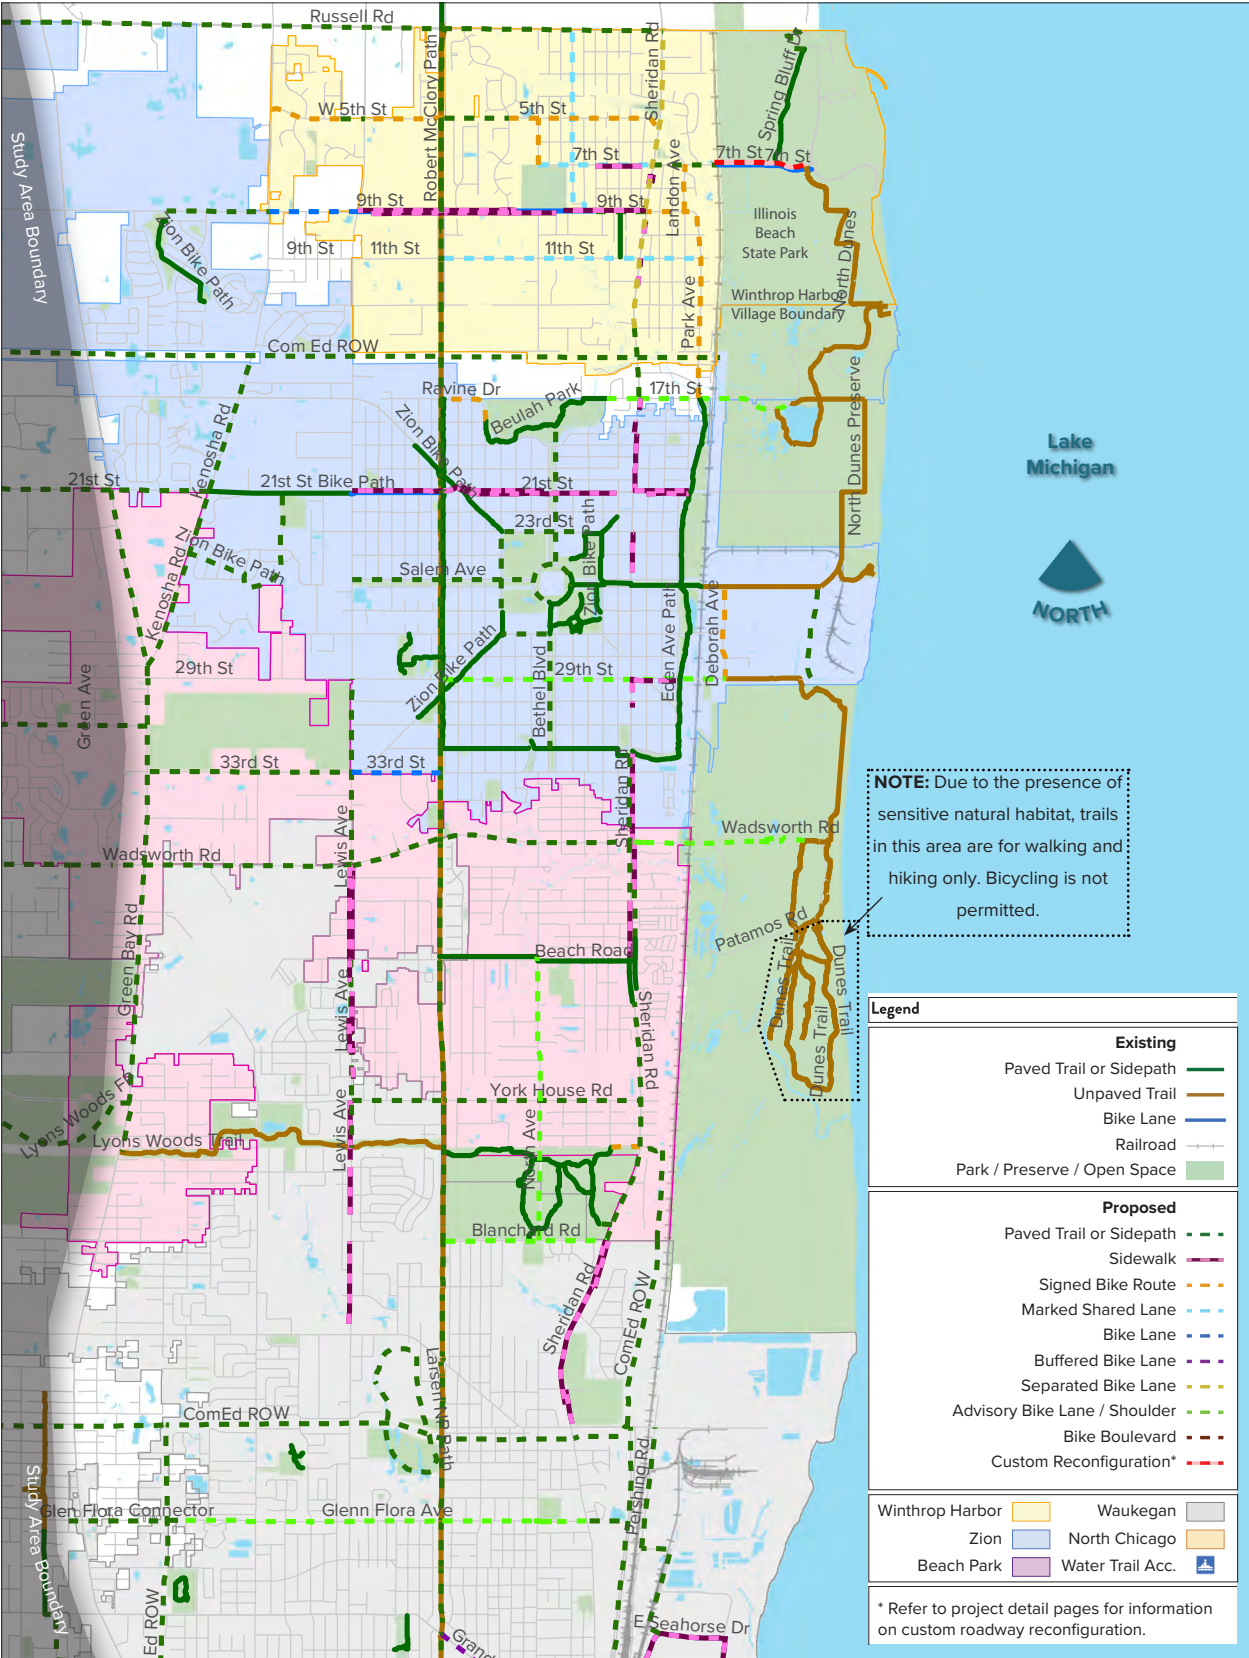 Russell Rd
Robert McClory Path
Sheridan Rd
Spring Bluff Dr
W 5th St
5th St
Study Area Boundary
7th St
7th St
7th St
Landon Ave
9th St
9th St
Zion Bike Path
9th St
11th St
11th St
Illinois
Beach
State Park
North Dunes
Winthrop Harbor
Village Boundary
Park Ave
Com Ed ROW
Ravine Dr
Beulah Park
17th St
North Dunes Preserve
Kenosha Rd
Zion Bike Path
Lake
Michigan
21st St
21st St Bike Path
21st St
23rd St
Zion Bike Path
Kenosha Rd
Zion Bike Path
Salem Ave
NORTH
Eden Ave Path
Deborah Ave
29th St
Zion Bike Path
Bethel Blvd
29th St
Green Ave
33rd St
33rd St
Sheridan Rd
NOTE: Due to the presence of
sensitive natural habitat, trails
in this area are for walking and
hiking only. Bicycling is not
permitted.
Wadsworth Rd
Lewis Ave
Wadsworth Rd
Green Bay Rd
Patamos Rd
Beach Road
Dunes Trail
Dunes Trail
Dunes Trail
Lewis Ave
Sheridan Rd
York House Rd
Lyons Woods Trail
Lewis Ave
North Ave
Blanchard Rd
Sheridan Rd
ComEd ROW
Larsen NP Path
ComEd ROW
Pershing Rd
Study Area Boundary
Glen Flora Connector
Glenn Flora Ave
Ed ROW
Grand
E Seahorse Dr
Legend
Existing
Paved Trail or Sidepath
Unpaved Trail
Bike Lane
Railroad
Park / Preserve / Open Space
Proposed
Paved Trail or Sidepath
Sidewalk
Signed Bike Route
Marked Shared Lane
Bike Lane
Buffered Bike Lane
Separated Bike Lane
Advisory Bike Lane / Shoulder
Bike Boulevard
Custom Reconfiguration*
Winthrop Harbor
Waukegan
Zion
North Chicago
Beach Park
Water Trail Acc.
* Refer to project detail pages for information
on custom roadway reconfiguration.